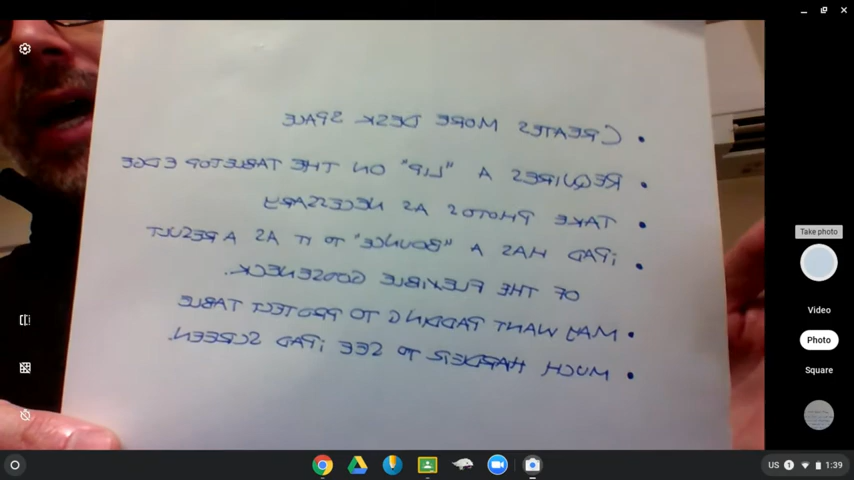 • CREATES MORE DESK SPACE
• REQUIRES A "LIP" ON THE TABLETOP EDGE
• TAKE PHOTOS AS NECESSARY
• iPAD HAS A "BOUNCE" TO IT AS A RESULT
OF THE FLEXIBLE GOOSENECK.
• MAY WANT PADDING TO PROTECT TABLE
• MUCH HARDER TO SEE iPAD SCREEN.
Take photo
Video
Photo
Square
US 1 1:39